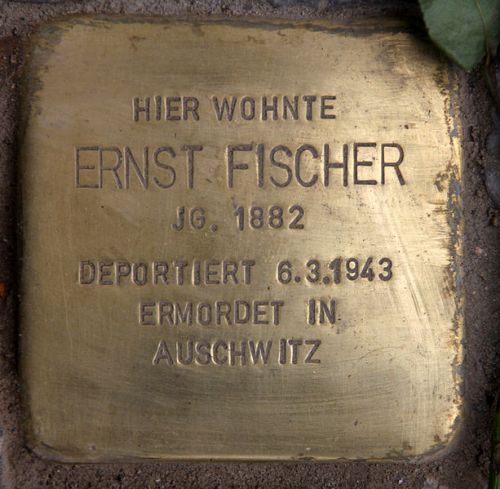 HIER WOHNTE
ERNST FISCHER
JG. 1882
DEPORTIERT 6.3.1943
ERMORDET IN
AUSCHWITZ